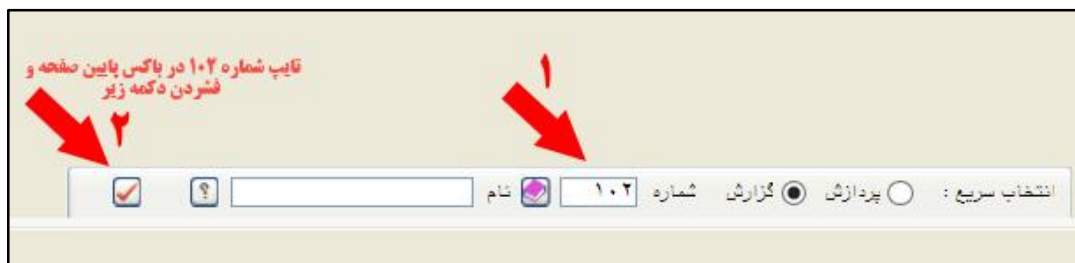 ۱
تایپ شماره ۱۰۲ در باکس پایین صفحه و
فشردن دکمه زیر
۲
انتخاب سریع : پردازش گزارش شماره ۱۰۲ نام ؟